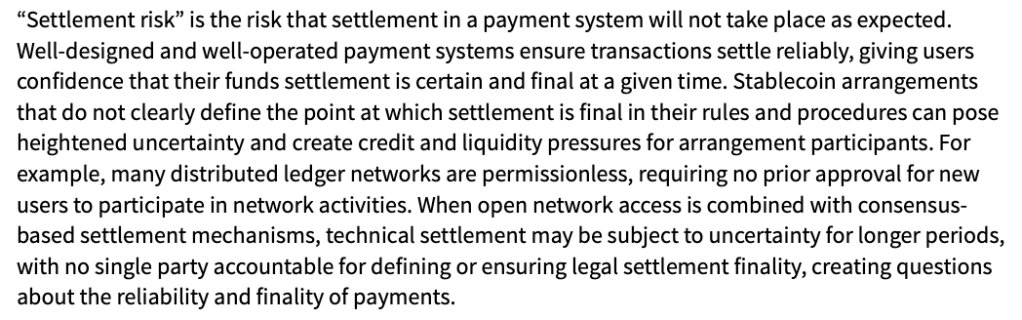 “Settlement risk” is the risk that settlement in a payment system will not take place as expected.
Well-designed and well-operated payment systems ensure transactions settle reliably, giving users
confidence that their funds settlement is certain and final at a given time. Stablecoin arrangements
that do not clearly define the point at which settlement is final in their rules and procedures can pose
heightened uncertainty and create credit and liquidity pressures for arrangement participants. For
example, many distributed ledger networks are permissionless, requiring no prior approval for new
users to participate in network activities. When open network access is combined with consensus-
based settlement mechanisms, technical settlement may be subject to uncertainty for longer periods,
with no single party accountable for defining or ensuring legal settlement finality, creating questions
about the reliability and finality of payments.